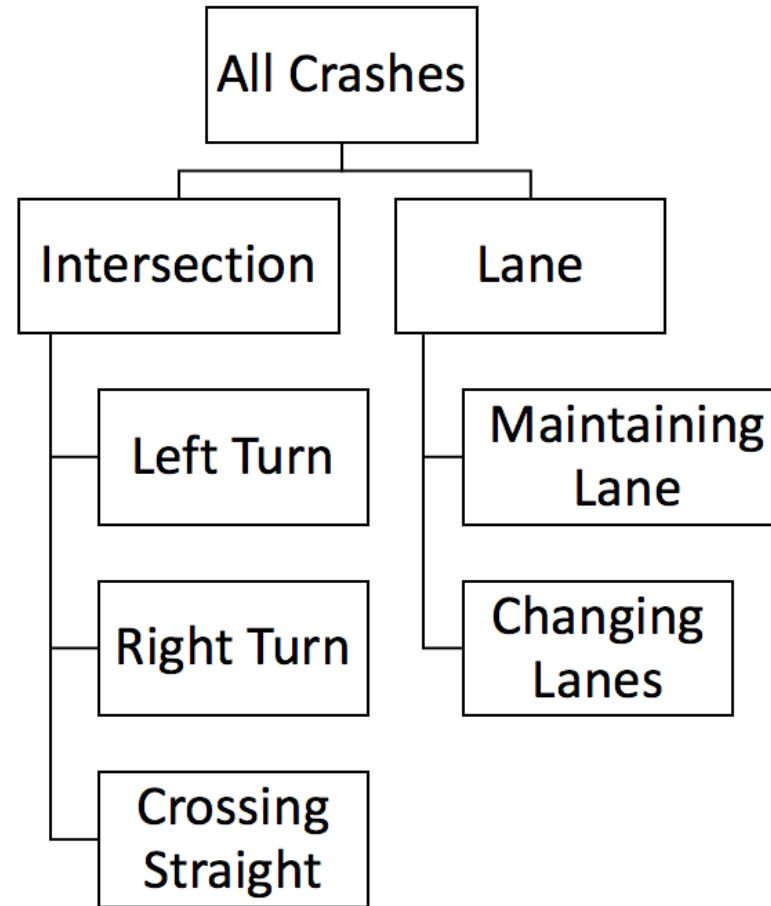 All Crashes
Intersection
Lane
Left Turn
Right Turn
Crossing
Straight
Maintaining
Lane
Changing
Lanes